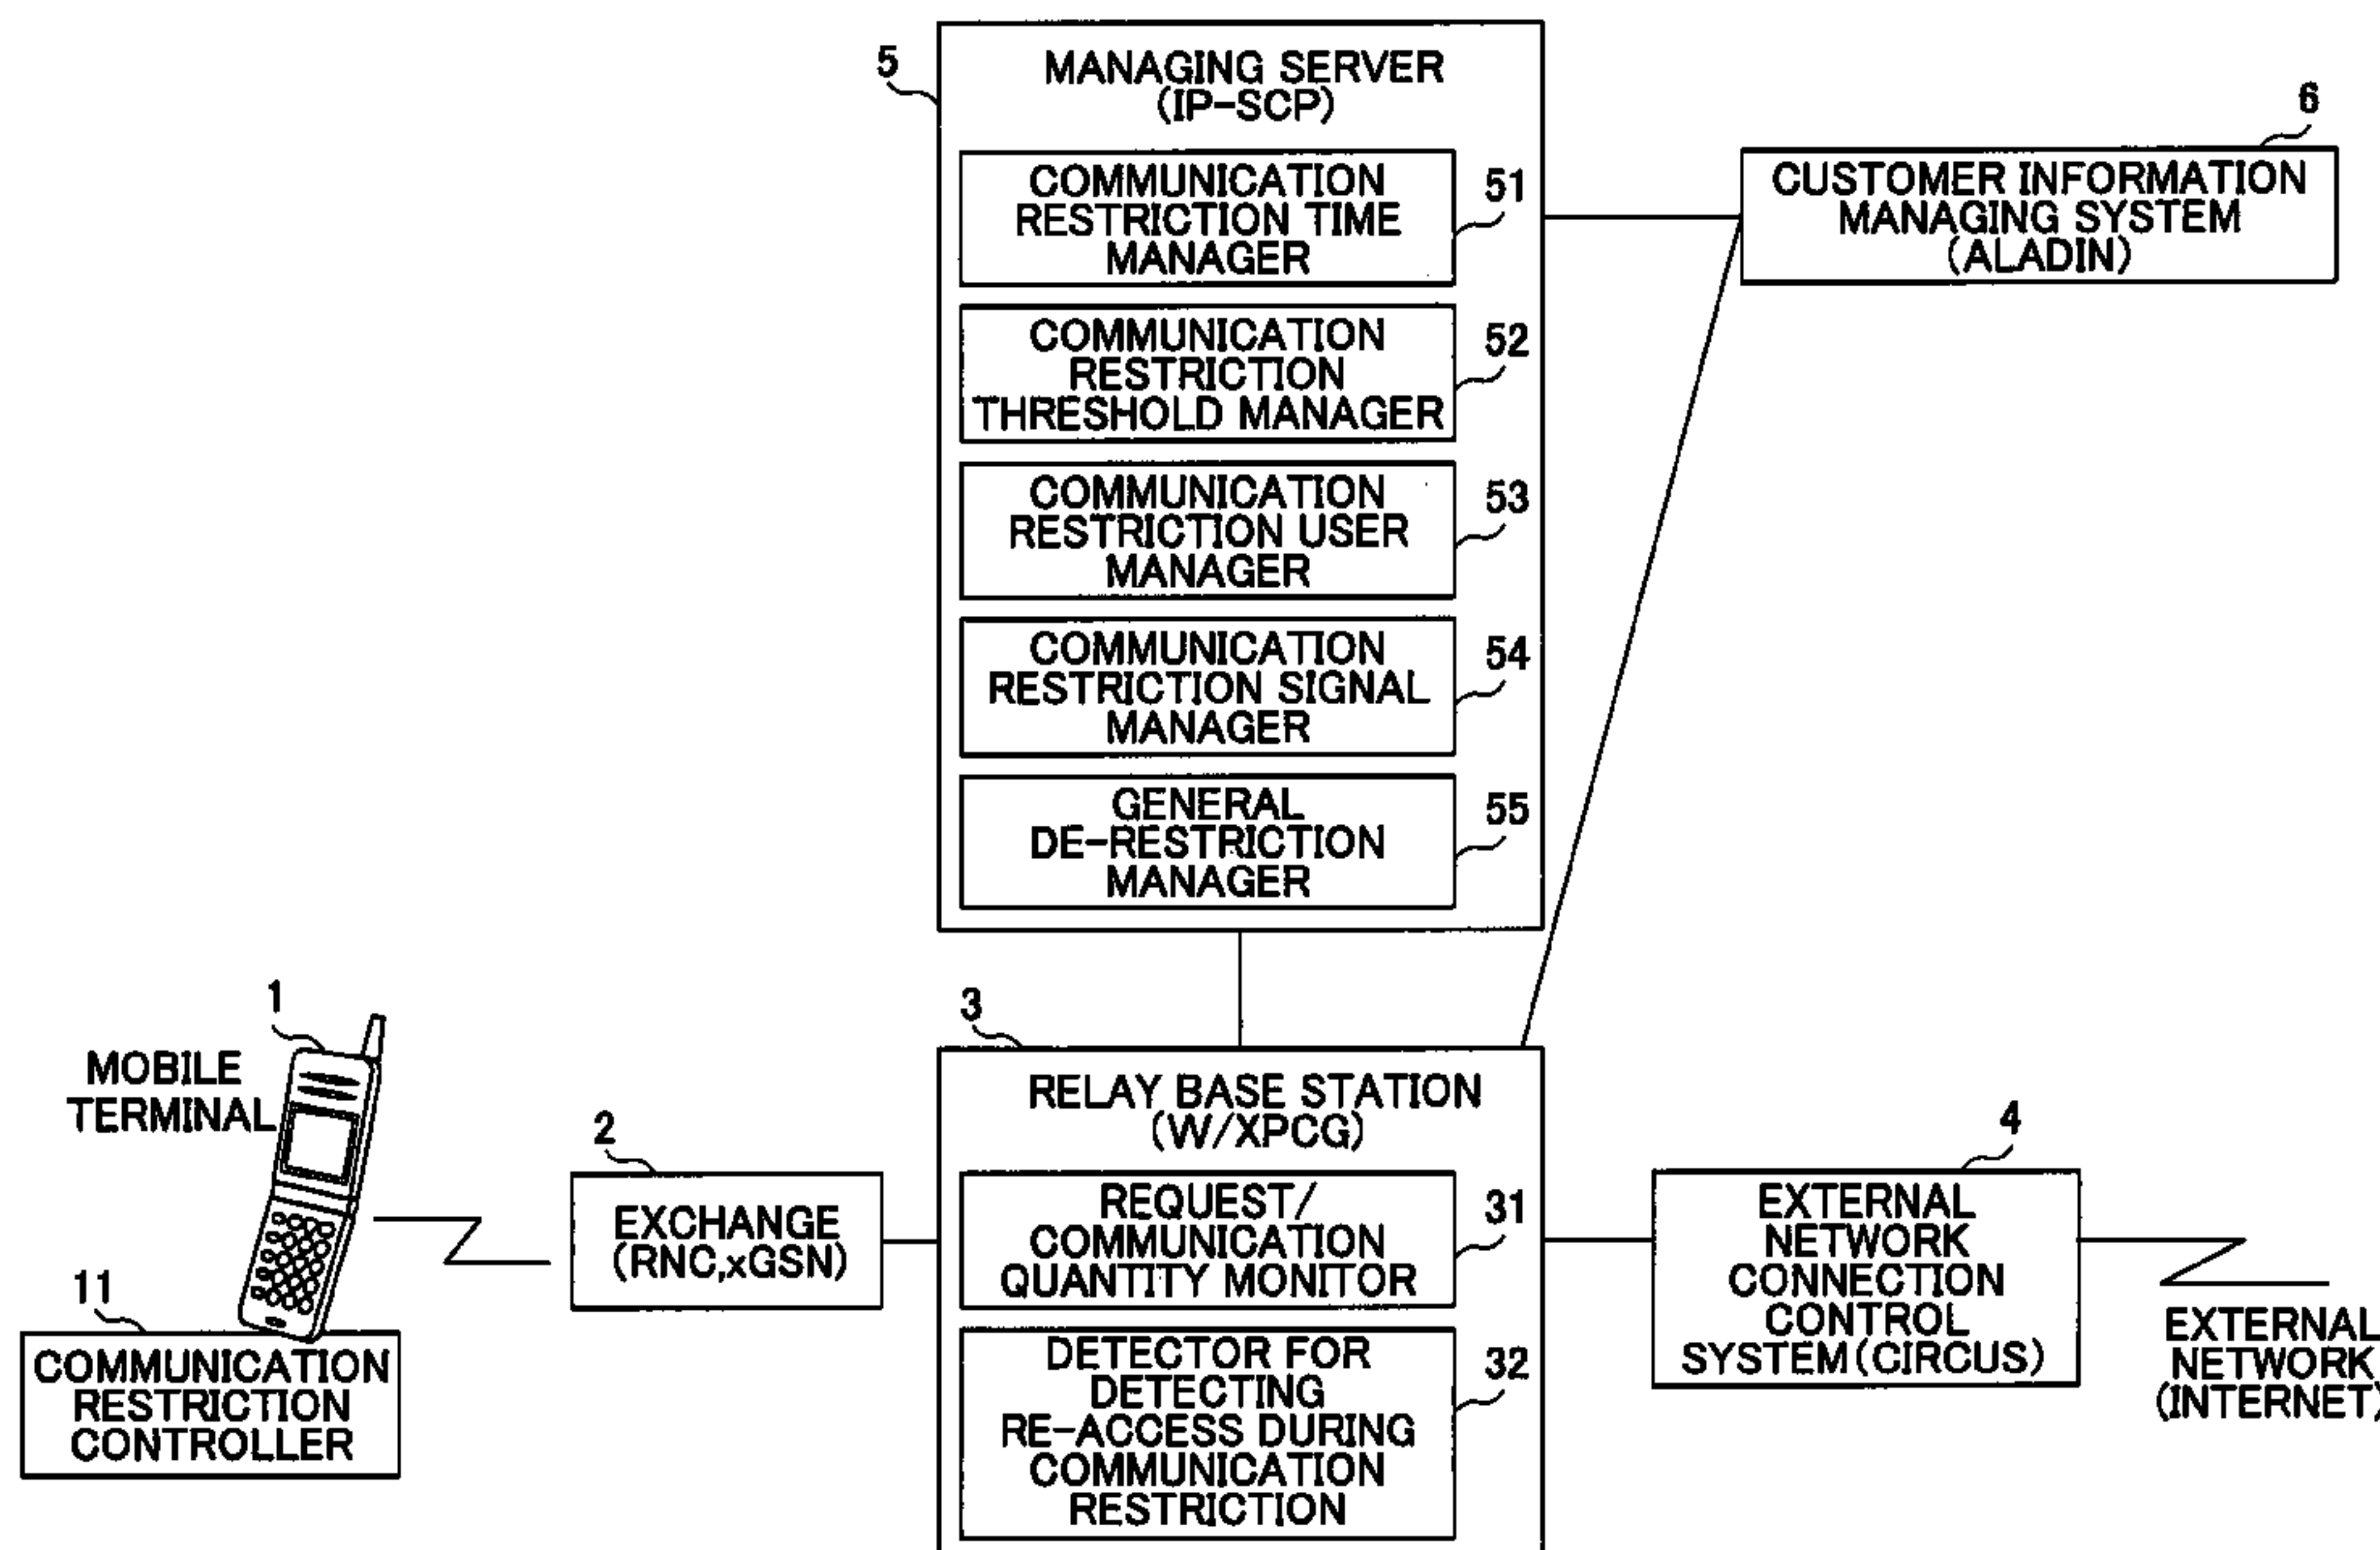 5
MANAGING SERVER
(IP-SCP)
COMMUNICATION
RESTRICTION TIME
MANAGER
51
COMMUNICATION
RESTRICTION
THRESHOLD MANAGER
52
COMMUNICATION
RESTRICTION USER
MANAGER
53
COMMUNICATION
RESTRICTION SIGNAL
MANAGER
54
GENERAL
DE-RESTRICTION
MANAGER
55
6
CUSTOMER INFORMATION
MANAGING SYSTEM
(ALADIN)
1
MOBILE
TERMINAL
11
COMMUNICATION
RESTRICTION
CONTROLLER
2
EXCHANGE
(RNC,xGSN)
3
RELAY BASE STATION
(W/XPCG)
REQUEST/
COMMUNICATION
QUANTITY MONITOR
31
DETECTOR FOR
DETECTING
RE-ACCESS DURING
COMMUNICATION
RESTRICTION
32
4
EXTERNAL
NETWORK
CONNECTION
CONTROL
SYSTEM(CIRCUS)
EXTERNAL
NETWORK
(INTERNET)